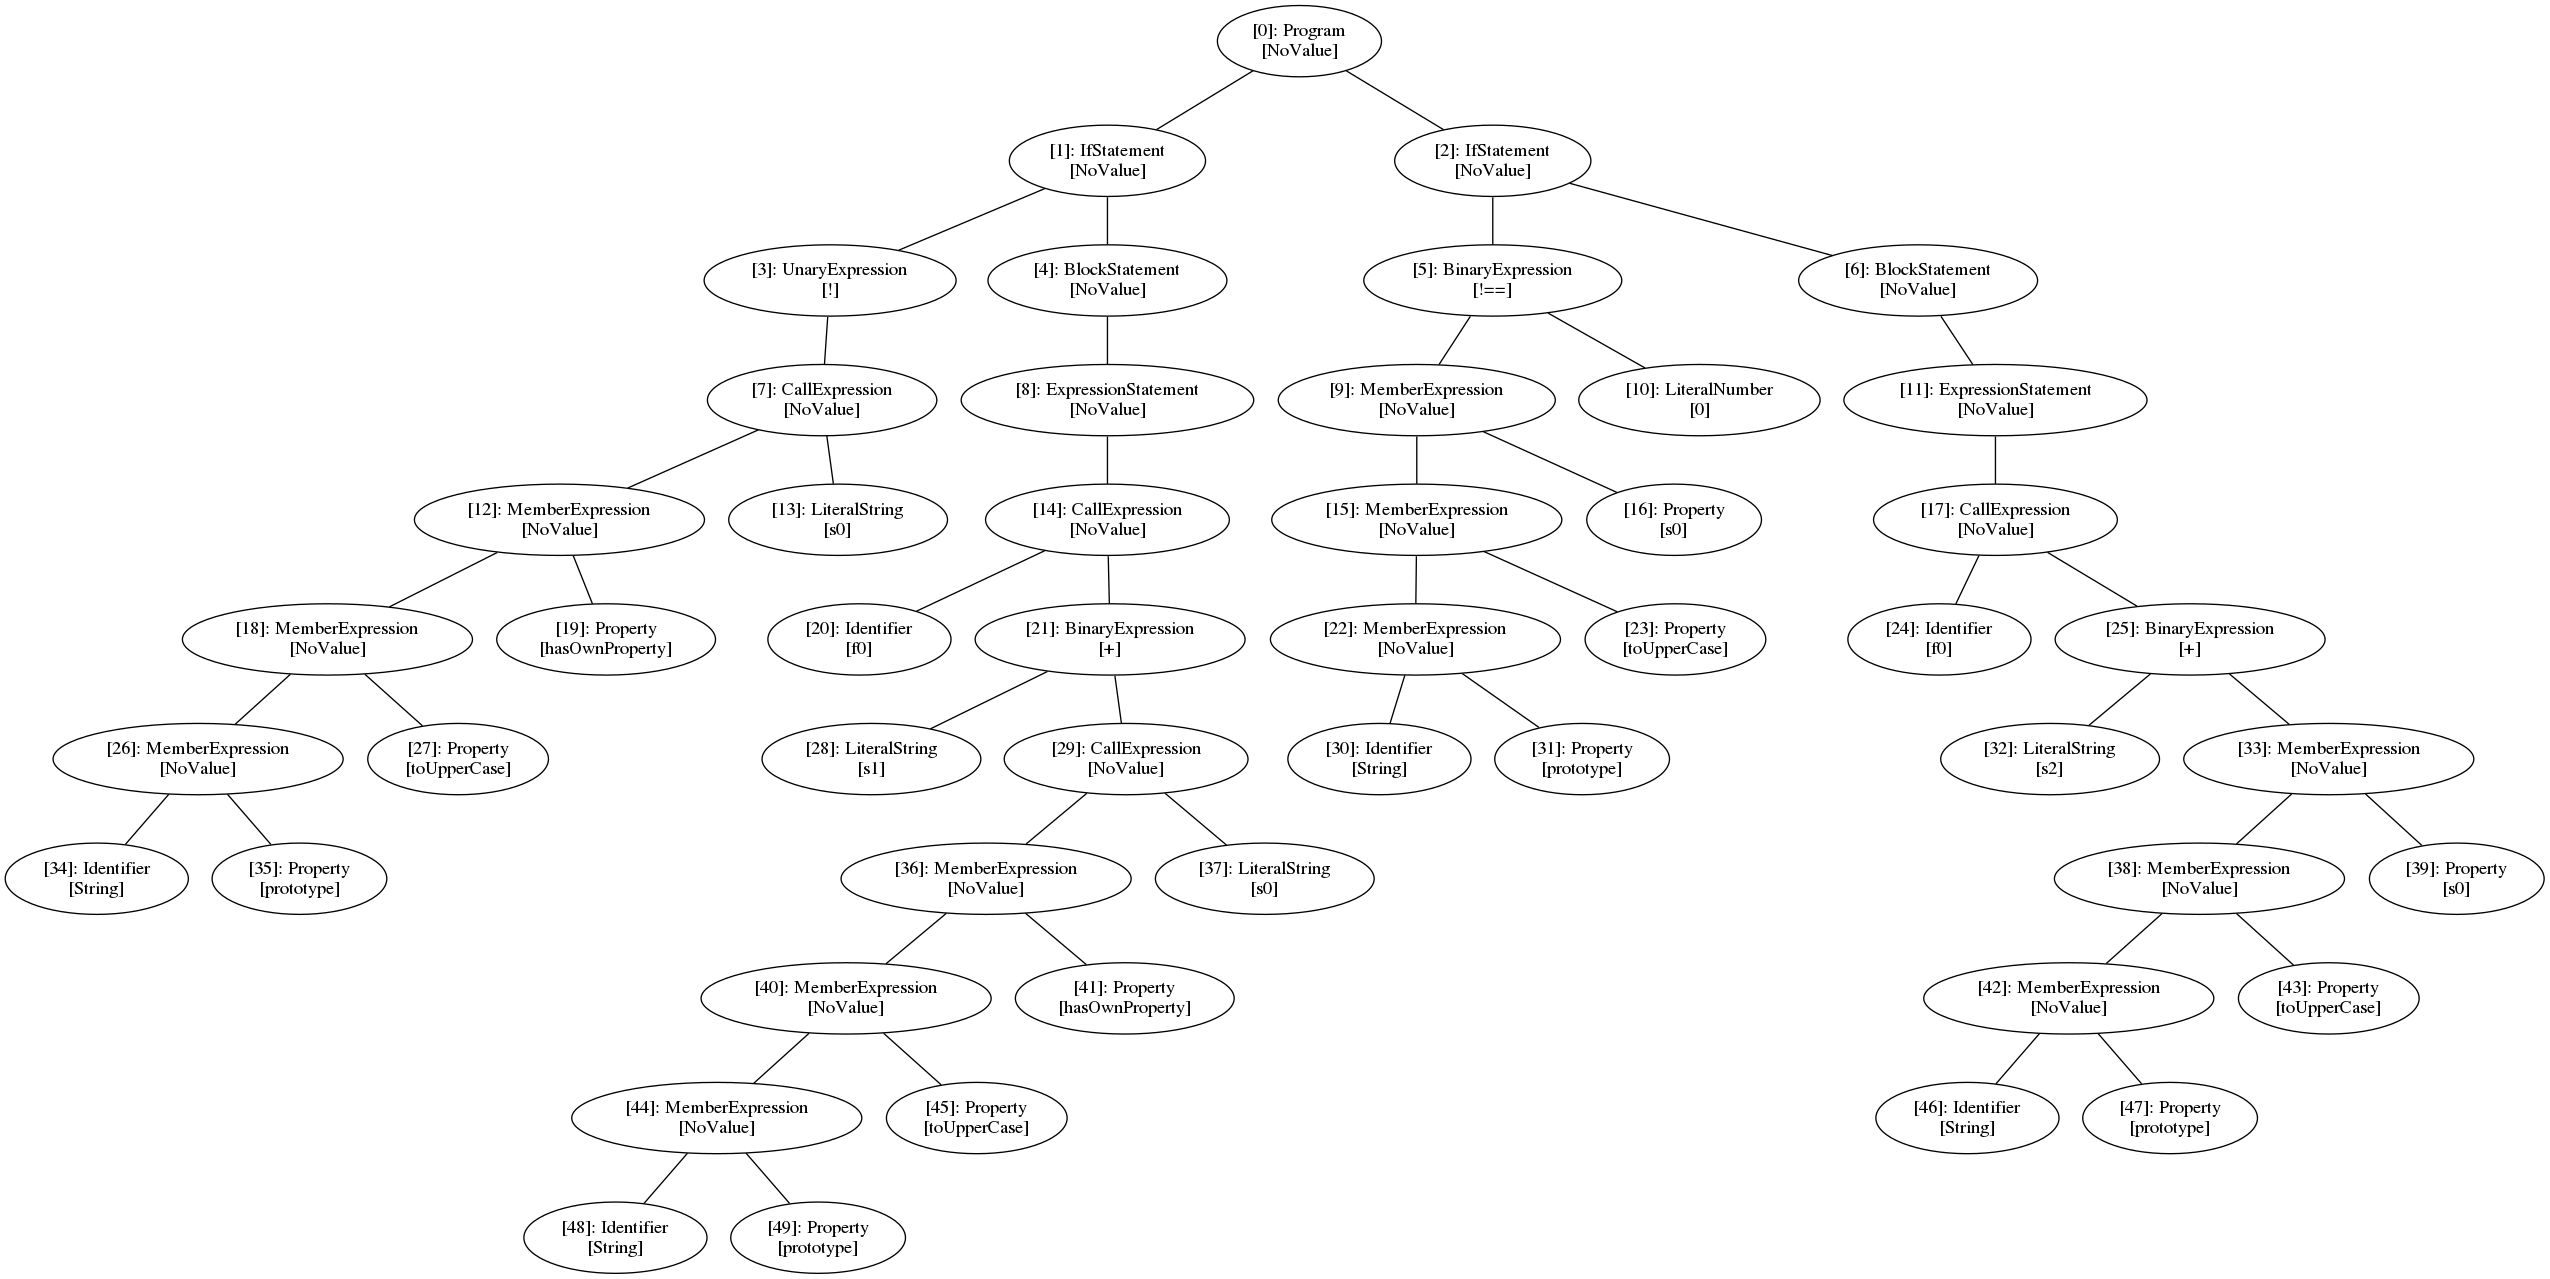 [0]: Program
[NoValue]
[1]: IfStatement
[NoValue]
[2]: IfStatement
[NoValue]
[3]: UnaryExpression
[!]
[4]: BlockStatement
[NoValue]
[5]: BinaryExpression
[!==]
[6]: BlockStatement
[NoValue]
[7]: CallExpression
[NoValue]
[8]: ExpressionStatement
[NoValue]
[9]: MemberExpression
[NoValue]
[10]: LiteralNumber
[0]
[11]: ExpressionStatement
[NoValue]
[12]: MemberExpression
[NoValue]
[13]: LiteralString
[s0]
[14]: CallExpression
[NoValue]
[15]: MemberExpression
[NoValue]
[16]: Property
[s0]
[17]: CallExpression
[NoValue]
[18]: MemberExpression
[NoValue]
[19]: Property
[hasOwnProperty]
[20]: Identifier
[f0]
[21]: BinaryExpression
[+]
[22]: MemberExpression
[NoValue]
[23]: Property
[toUpperCase]
[24]: Identifier
[f0]
[25]: BinaryExpression
[+]
[26]: MemberExpression
[NoValue]
[27]: Property
[toUpperCase]
[28]: LiteralString
[s1]
[29]: CallExpression
[NoValue]
[30]: Identifier
[String]
[31]: Property
[prototype]
[32]: LiteralString
[s2]
[33]: MemberExpression
[NoValue]
[34]: Identifier
[String]
[35]: Property
[prototype]
[36]: MemberExpression
[NoValue]
[37]: LiteralString
[s0]
[38]: MemberExpression
[NoValue]
[39]: Property
[s0]
[40]: MemberExpression
[NoValue]
[41]: Property
[hasOwnProperty]
[42]: MemberExpression
[NoValue]
[43]: Property
[toUpperCase]
[44]: MemberExpression
[NoValue]
[45]: Property
[toUpperCase]
[46]: Identifier
[String]
[47]: Property
[prototype]
[48]: Identifier
[String]
[49]: Property
[prototype]